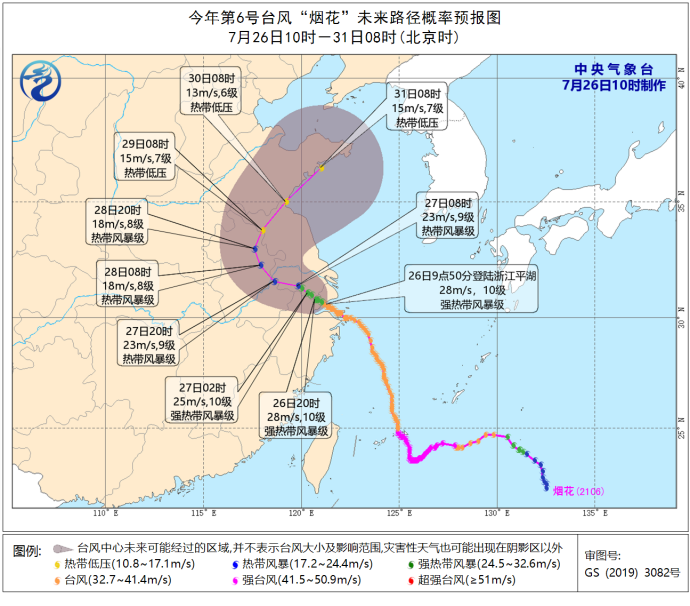 今年第6号台风“烟花”未来路径概率预报图
7月26日10时－31日08时(北京时)
中央气象台
7月26日10时制作
40° N
35° N
30° N
25° N
30日08时
13m/s,6级
热带低压
31日08时
15m/s,7级
热带低压
29日08时
15m/s,7级
热带低压
28日20时
18m/s,8级
热带风暴级
27日08时
23m/s,9级
热带风暴级
28日08时
18m/s,8级
热带风暴级
26日9点50分登陆浙江平湖
28m/s，10级
强热带风暴级
27日20时
23m/s,9级
热带风暴级
27日02时
25m/s,10级
强热带风暴级
26日20时
28m/s,10级
强热带风暴级
烟花(2106)
110° E
115° E
120° E
125° E
130° E
135° E
图例:
台风中心未来可能经过的区域,并不表示台风大小及影响范围,灾害性天气也可能出现在阴影区以外
热带低压(10.8~17.1m/s)
热带风暴(17.2~24.4m/s)
强热带风暴(24.5~32.6m/s)
台风(32.7~41.4m/s)
强台风(41.5~50.9m/s)
超强台风(≥51m/s)
审图号:
GS (2019) 3082号